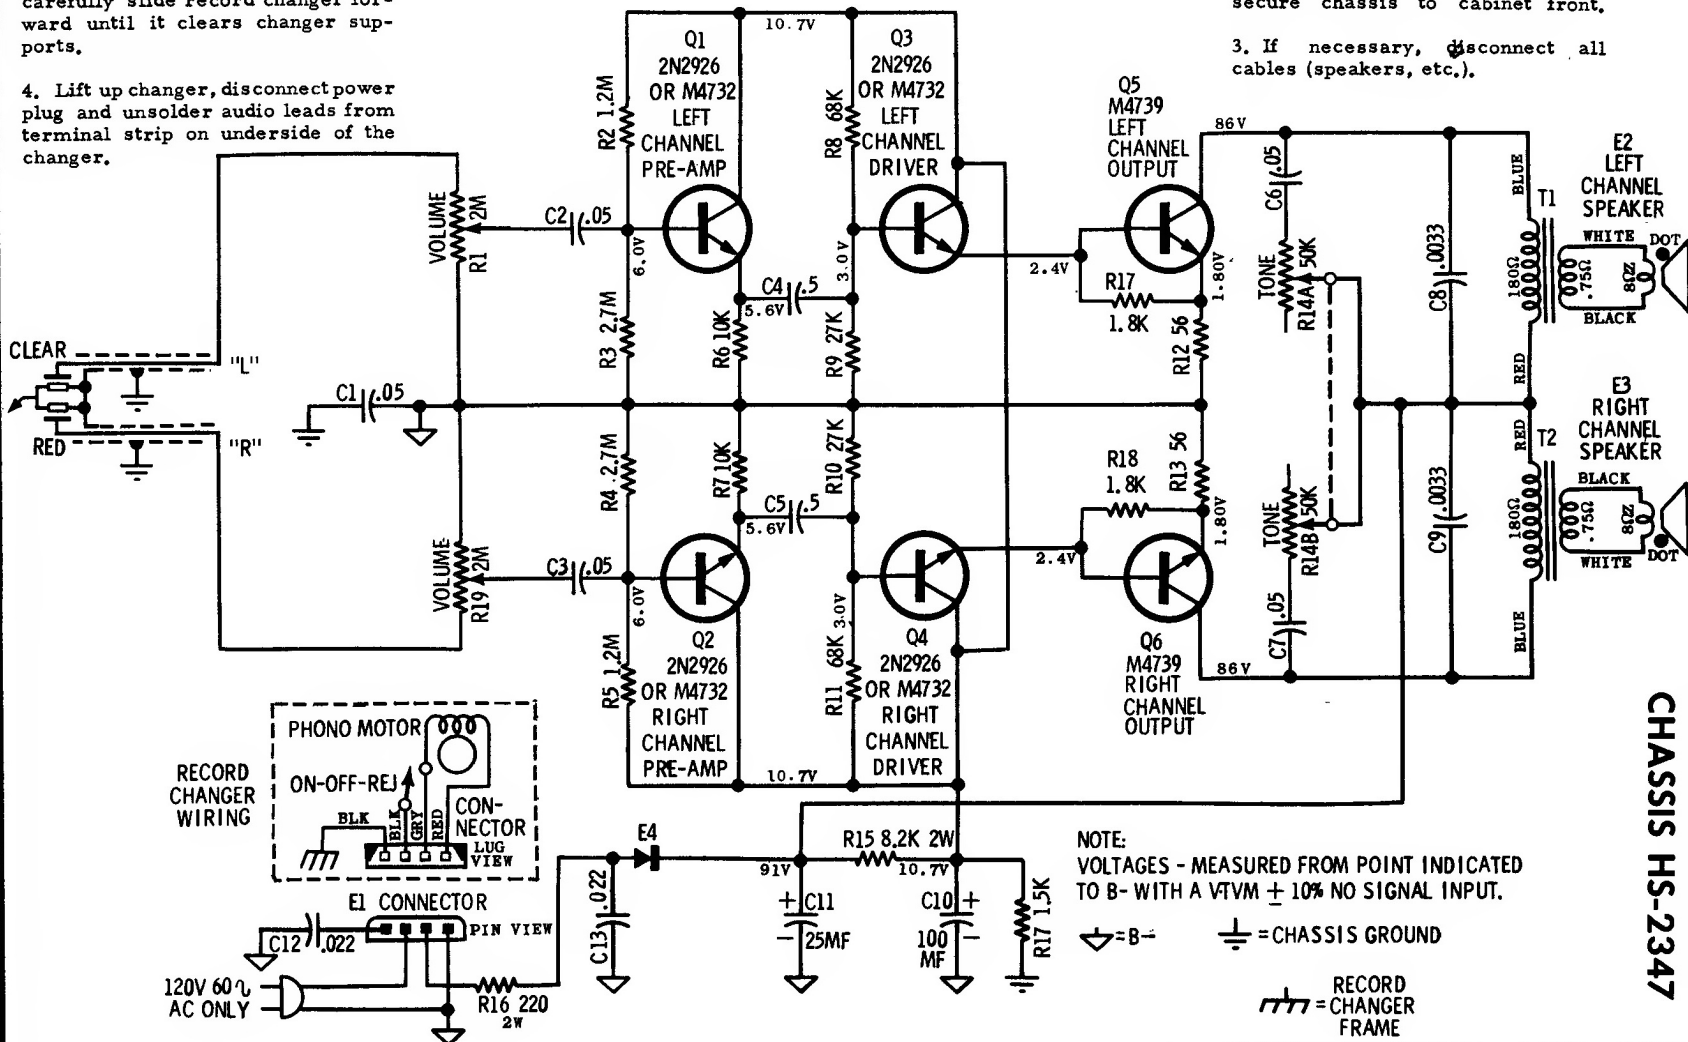 carefully slide record changer for-
ward until it clears changer sup-
ports.
4. Lift up changer, disconnect power
plug and unsolder audio leads from
terminal strip on underside of the
changer.
secure chassis to cabinet front.
3. If necessary, disconnect all
cables (speakers, etc.).
10.7V
Q1
2N2926
OR M4732
LEFT
CHANNEL
PRE-AMP
Q3
2N2926
OR M4732
LEFT
CHANNEL
DRIVER
Q5
M4739
LEFT
CHANNEL
OUTPUT
86V
E2
LEFT
CHANNEL
SPEAKER
R2 1.2M
R8 68K
VOLUME
R1 2M
C2 .05
6.0V
3.0V
2.4V
1.80V
C6 .05
TONE
R14A 50K
C8 .0033
BLUE
T1
180Ω
WHITE
DOT
.75Ω
8ΩZ
BLACK
RED
C4 .5
5.6V
R17
1.8K
R3 2.7M
R6 10K
R9 27K
R12 56
CLEAR
"L"
C1 .05
RED
"R"
E3
RIGHT
CHANNEL
SPEAKER
R4 2.7M
R7 10K
R10 27K
R18
1.8K
R13 56
RED
T2
BLACK
C5 .5
5.6V
1.80V
TONE
R14B 50K
C9 .0033
180Ω
.75Ω
8ΩZ
WHITE
DOT
VOLUME
R19 2M
C3 .05
6.0V
3.0V
2.4V
C7 .05
BLUE
R5 1.2M
R11 68K
Q2
2N2926
OR M4732
RIGHT
CHANNEL
PRE-AMP
Q4
2N2926
OR M4732
RIGHT
CHANNEL
DRIVER
Q6
M4739
RIGHT
CHANNEL
OUTPUT
86V
10.7V
CHASSIS HS-2347
RECORD
CHANGER
WIRING
PHONO MOTOR
ON-OFF-REJ
BLK
BLK
GRY
RED
CON-
NECTOR
LUG
VIEW
E1 CONNECTOR
PIN VIEW
C12 .022
120V 60~
AC ONLY
R16 220
2W
C13 .022
E4
91V
R15 8.2K 2W
10.7V
+ C11
- 25MF
C10 +
100 -
MF
R17 1.5K
NOTE:
VOLTAGES - MEASURED FROM POINT INDICATED
TO B- WITH A VTVM ± 10% NO SIGNAL INPUT.
=B-
=CHASSIS GROUND
RECORD
=CHANGER
FRAME